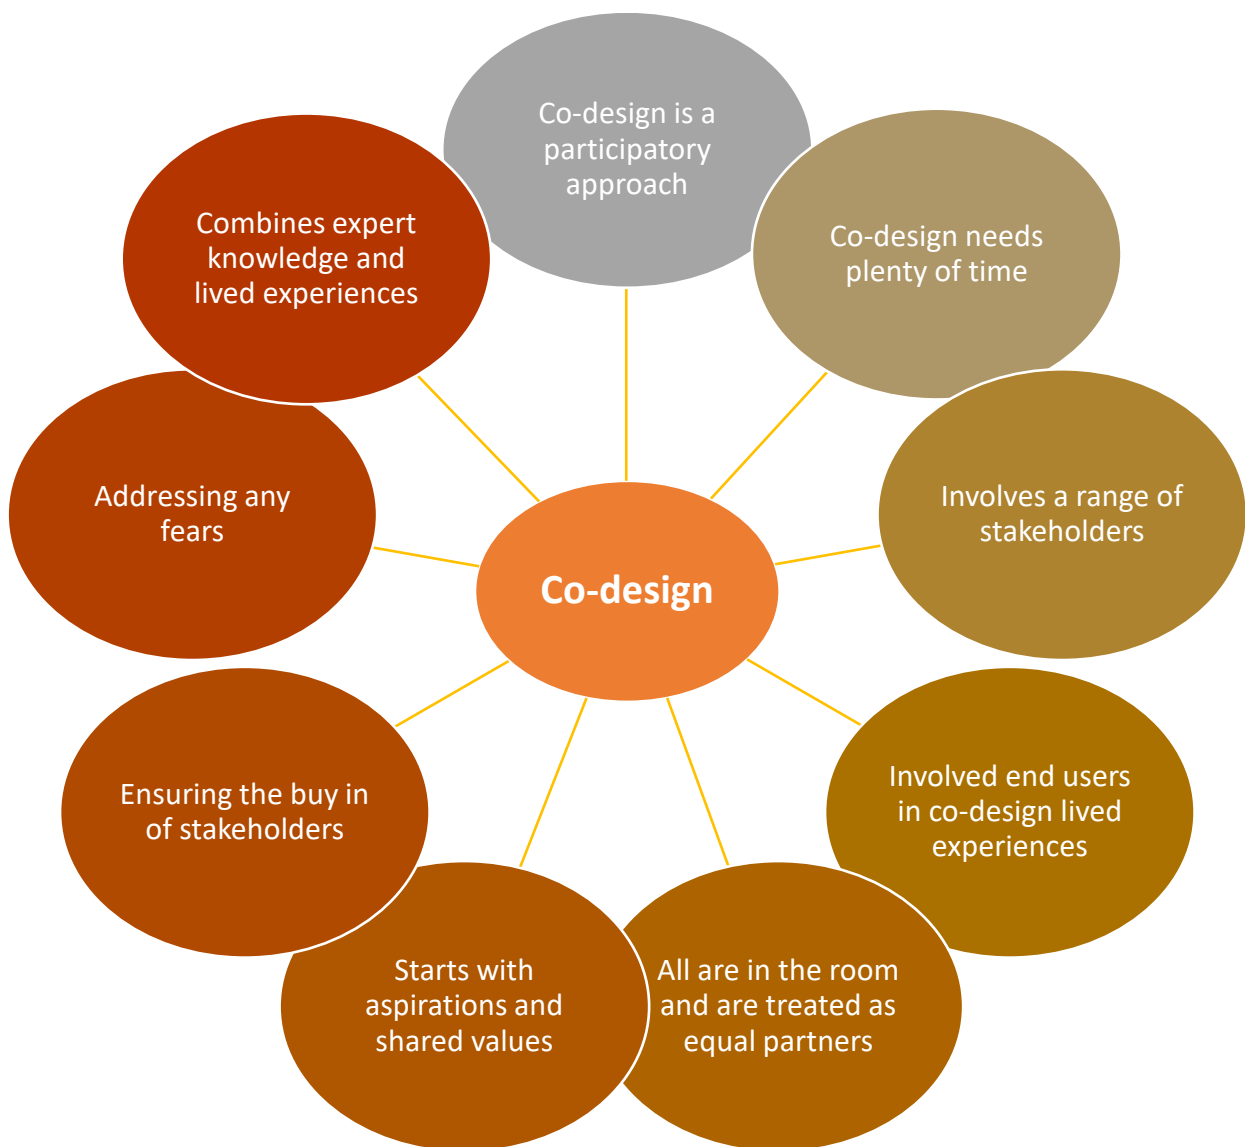 Co-design is a
participatory
approach
Co-design needs
plenty of time
Involves a range of
stakeholders
Involved end users
in co-design lived
experiences
All are in the room
and are treated as
equal partners
Starts with
aspirations and
shared values
Ensuring the buy in
of stakeholders
Addressing any
fears
Combines expert
knowledge and
lived experiences
Co-design